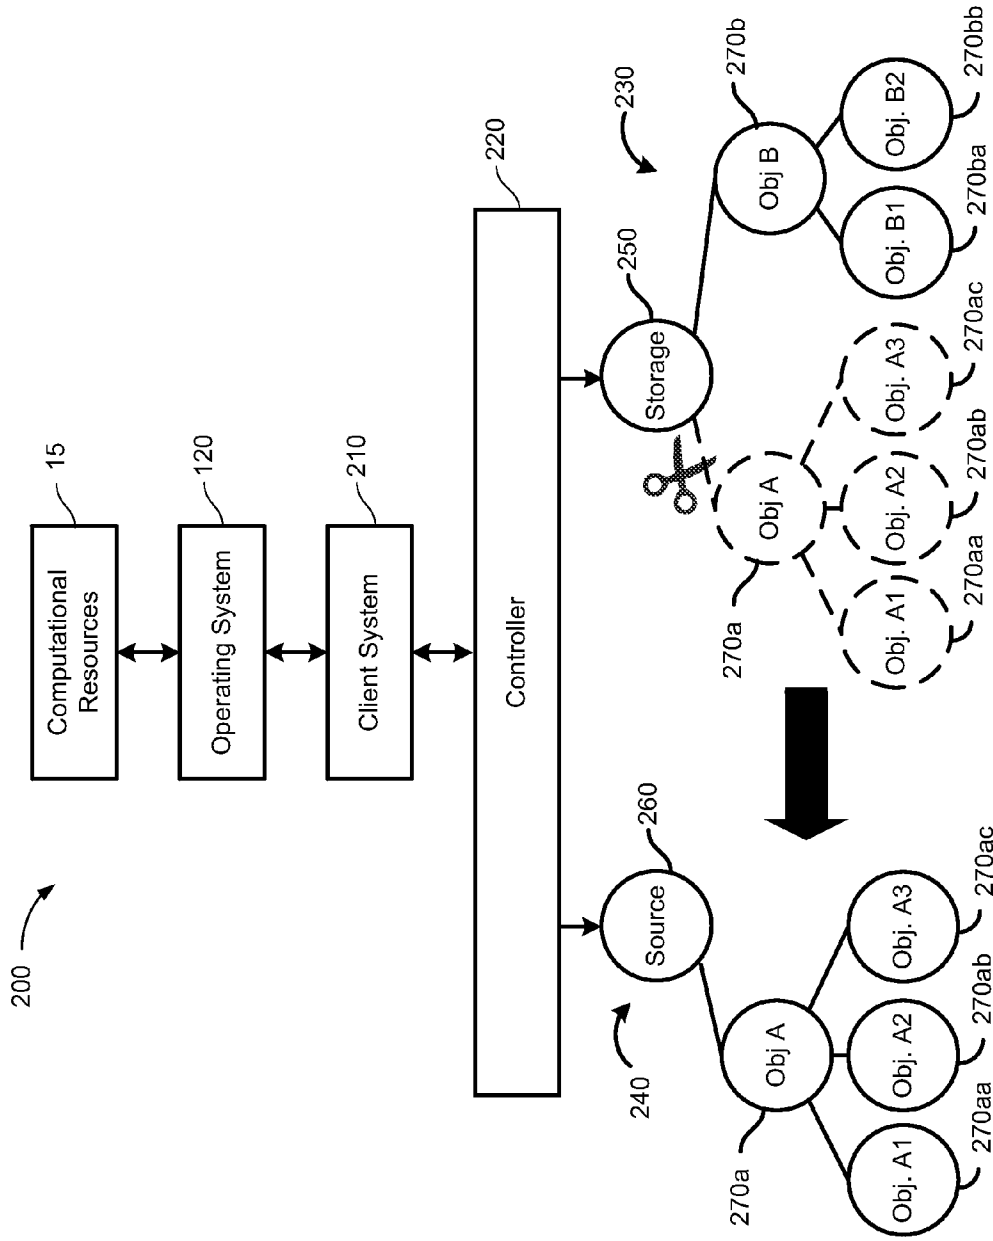 200
Computational
Resources
15
Operating System
120
Client System
210
Controller
220
Source
260
240
Storage
250
230
Obj A
270a
Obj A
270a
Obj B
270b
Obj. A1
270aa
Obj. A2
270ab
Obj. A3
270ac
Obj. A1
270aa
Obj. A2
270ab
Obj. A3
270ac
Obj. B1
270ba
Obj. B2
270bb